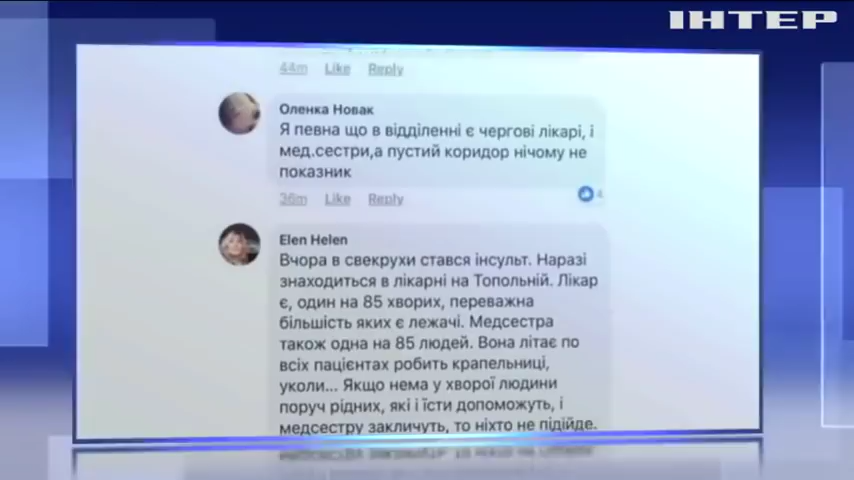 ІНТЕР
44m Like Reply
Оленка Новак
Я певна що в відділенні є чергові лікарі, і
мед.сестри,а пустий коридор нічому не
показник
36m Like Reply
4
Elen Helen
Вчора в свекрухи стався інсульт. Наразі
знаходиться в лікарні на Топольній. Лікар
є, один на 85 хворих, переважна
більшість яких є лежачі. Медсестра
також одна на 85 людей. Вона літає по
всіх пацієнтах робить крапельниці,
уколи... Якщо нема у хворої людини
поруч рідних, які і їсти допоможуть, і
медсестру закличуть, то ніхто не підійде.